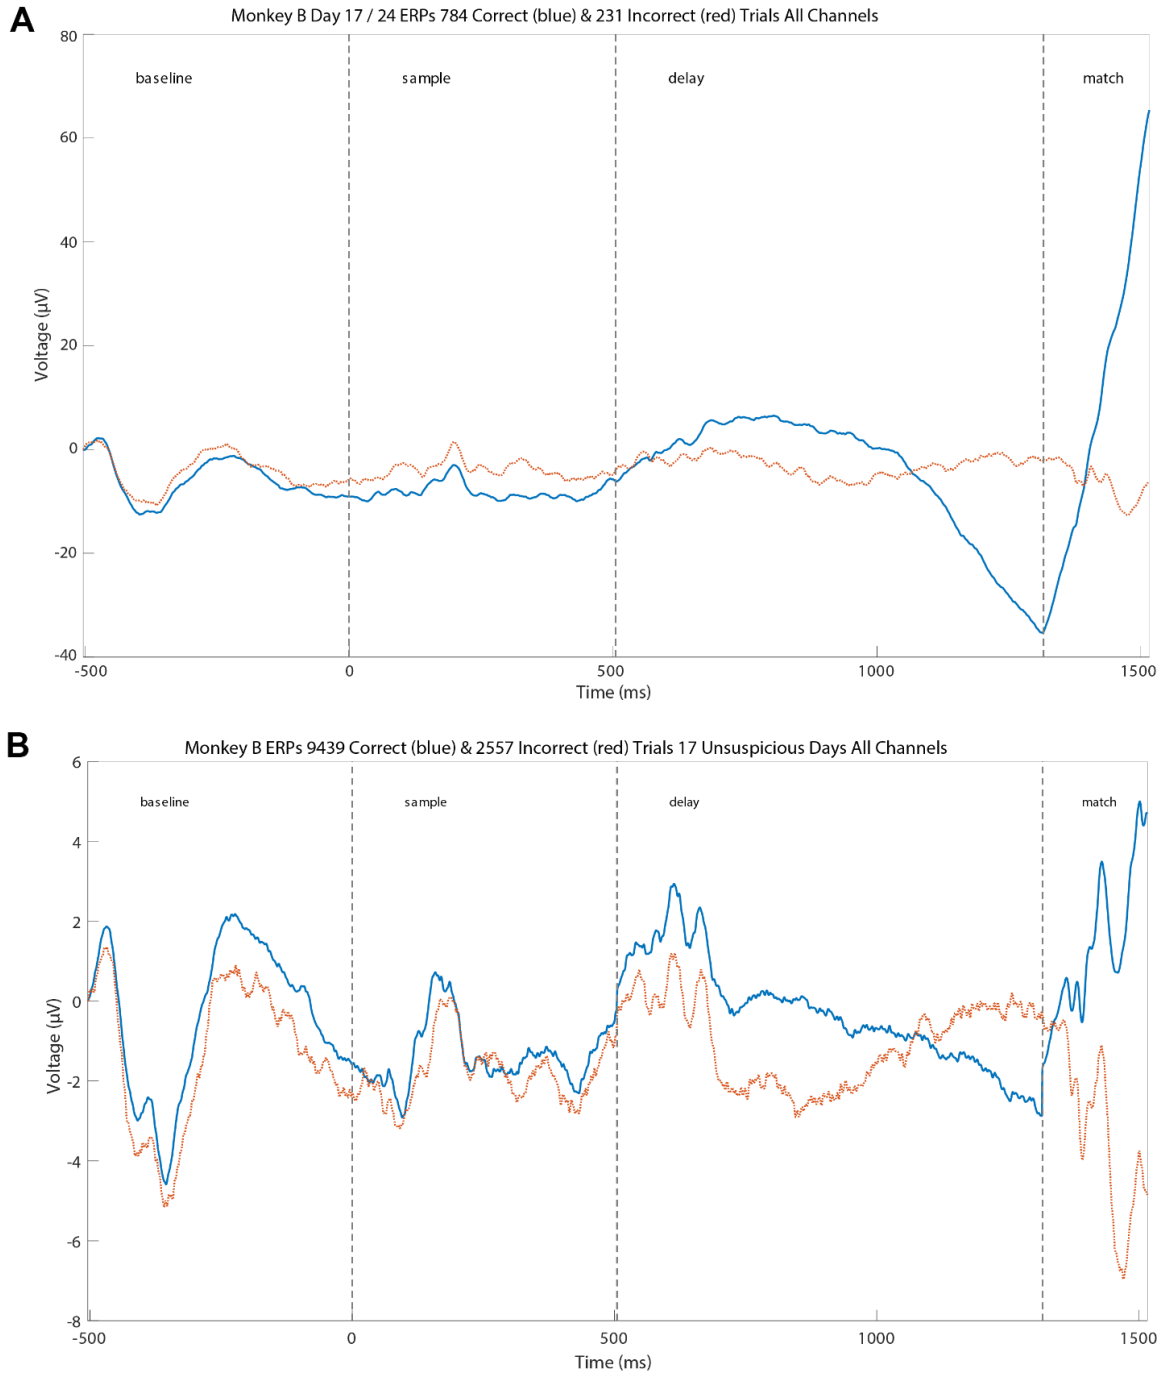 A
Monkey B Day 17 / 24 ERPs 784 Correct (blue) & 231 Incorrect (red) Trials All Channels
80
baseline sample delay match
60
40
20
0
-20
-40
Voltage (µV)
-500 0 500 1000 1500
Time (ms)
B
Monkey B ERPs 9439 Correct (blue) & 2557 Incorrect (red) Trials 17 Unsuspicious Days All Channels
6
baseline sample delay match
4
2
0
-2
-4
-6
-8
Voltage (µV)
-500 0 500 1000 1500
Time (ms)